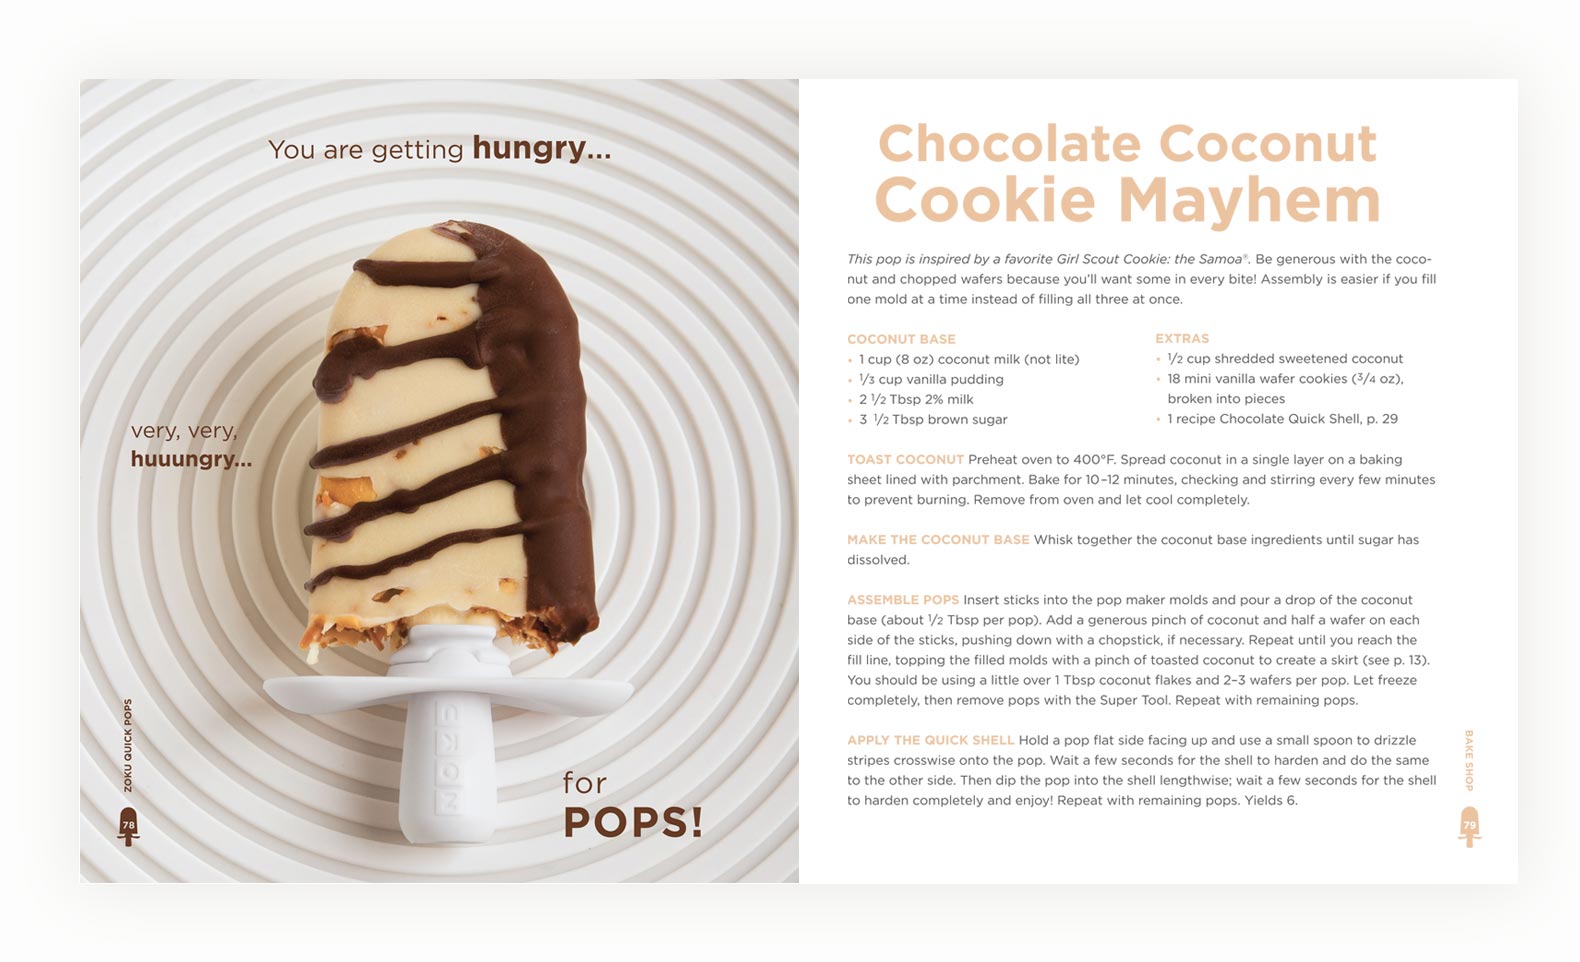 You are getting hungry...
very, very,
huuungry...
for
POPS!
ZOKU QUICK POPS
78
ZOKU
Chocolate Coconut
Cookie Mayhem
This pop is inspired by a favorite Girl Scout Cookie: the Samoa®. Be generous with the coco-
nut and chopped wafers because you'll want some in every bite! Assembly is easier if you fill
one mold at a time instead of filling all three at once.
COCONUT BASE
• 1 cup (8 oz) coconut milk (not lite)
• 1/3 cup vanilla pudding
• 2 1/2 Tbsp 2% milk
• 3 1/2 Tbsp brown sugar
EXTRAS
• 1/2 cup shredded sweetened coconut
• 18 mini vanilla wafer cookies (3/4 oz),
broken into pieces
• 1 recipe Chocolate Quick Shell, p. 29
TOAST COCONUT Preheat oven to 400°F. Spread coconut in a single layer on a baking
sheet lined with parchment. Bake for 10–12 minutes, checking and stirring every few minutes
to prevent burning. Remove from oven and let cool completely.
MAKE THE COCONUT BASE Whisk together the coconut base ingredients until sugar has
dissolved.
ASSEMBLE POPS Insert sticks into the pop maker molds and pour a drop of the coconut
base (about 1/2 Tbsp per pop). Add a generous pinch of coconut and half a wafer on each
side of the sticks, pushing down with a chopstick, if necessary. Repeat until you reach the
fill line, topping the filled molds with a pinch of toasted coconut to create a skirt (see p. 13).
You should be using a little over 1 Tbsp coconut flakes and 2–3 wafers per pop. Let freeze
completely, then remove pops with the Super Tool. Repeat with remaining pops.
APPLY THE QUICK SHELL Hold a pop flat side facing up and use a small spoon to drizzle
stripes crosswise onto the pop. Wait a few seconds for the shell to harden and do the same
to the other side. Then dip the pop into the shell lengthwise; wait a few seconds for the shell
to harden completely and enjoy! Repeat with remaining pops. Yields 6.
BAKE SHOP
79